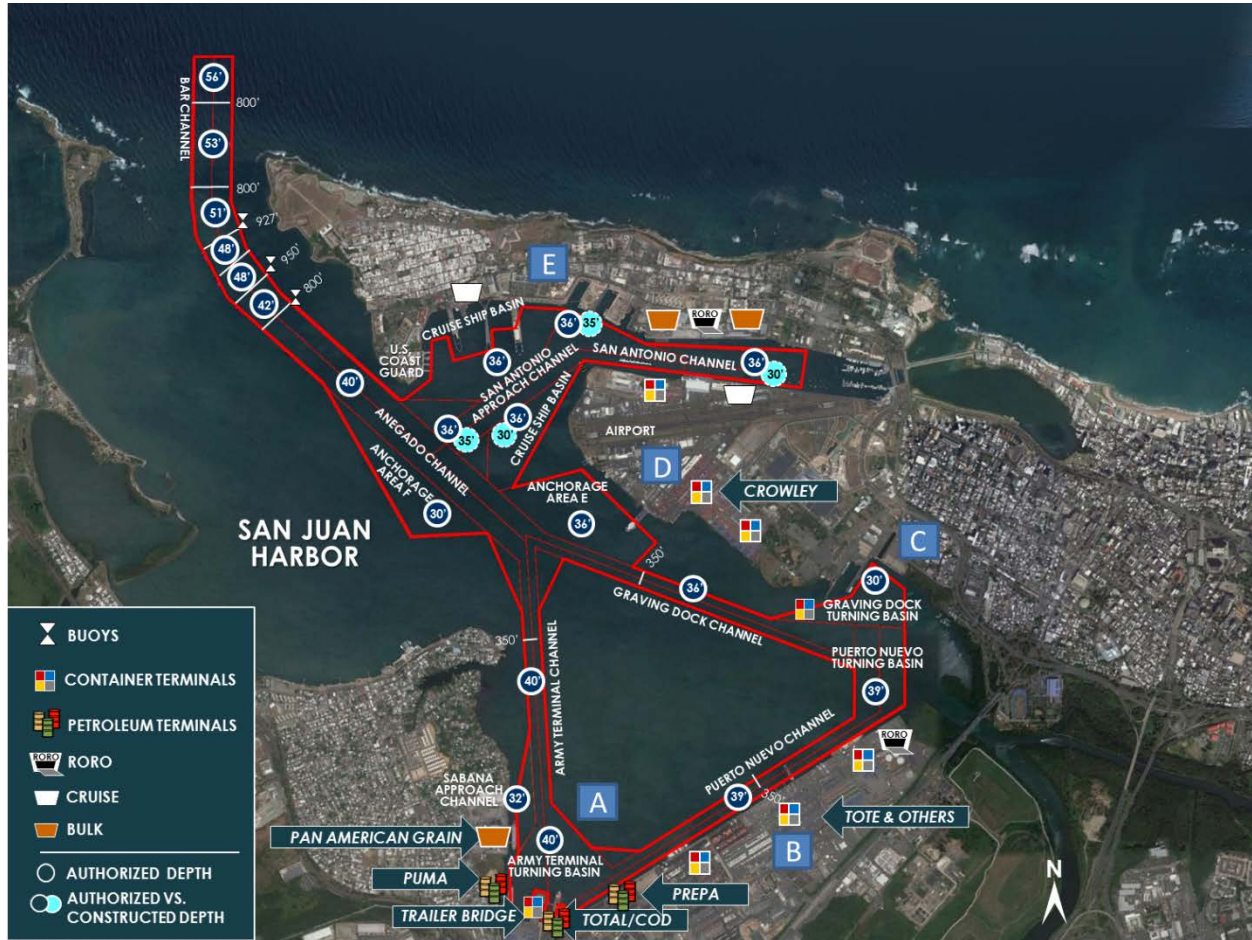 56'
BAR CHANNEL
800'
53'
800'
51'
927'
48'
950'
48'
800'
42'
E
CRUISE SHIP BASIN
36'
35'
RORO
U.S.
COAST
GUARD
36'
SAN ANTONIO
APPROACH CHANNEL
SAN ANTONIO CHANNEL
36'
30'
40'
36'
35'
36'
30'
CRUISE SHIP BASIN
AIRPORT
ANEGADO CHANNEL
ANCHORAGE
AREA F
30'
D
ANCHORAGE
AREA E
36'
CROWLEY
SAN JUAN
HARBOR
C
350'
36'
GRAVING DOCK CHANNEL
30'
GRAVING DOCK
TURNING BASIN
PUERTO NUEVO
TURNING BASIN
39'
350'
40'
ARMY TERMINAL CHANNEL
PUERTO NUEVO CHANNEL
RORO
39'
350'
SABANA
APPROACH
CHANNEL
32'
A
TOTE & OTHERS
B
PAN AMERICAN GRAIN
40'
ARMY TERMINAL
TURNING BASIN
PUMA
PREPA
TRAILER BRIDGE
TOTAL/COD
N
BUOYS
CONTAINER TERMINALS
PETROLEUM TERMINALS
RORO
RORO
CRUISE
BULK
AUTHORIZED DEPTH
AUTHORIZED VS.
CONSTRUCTED DEPTH